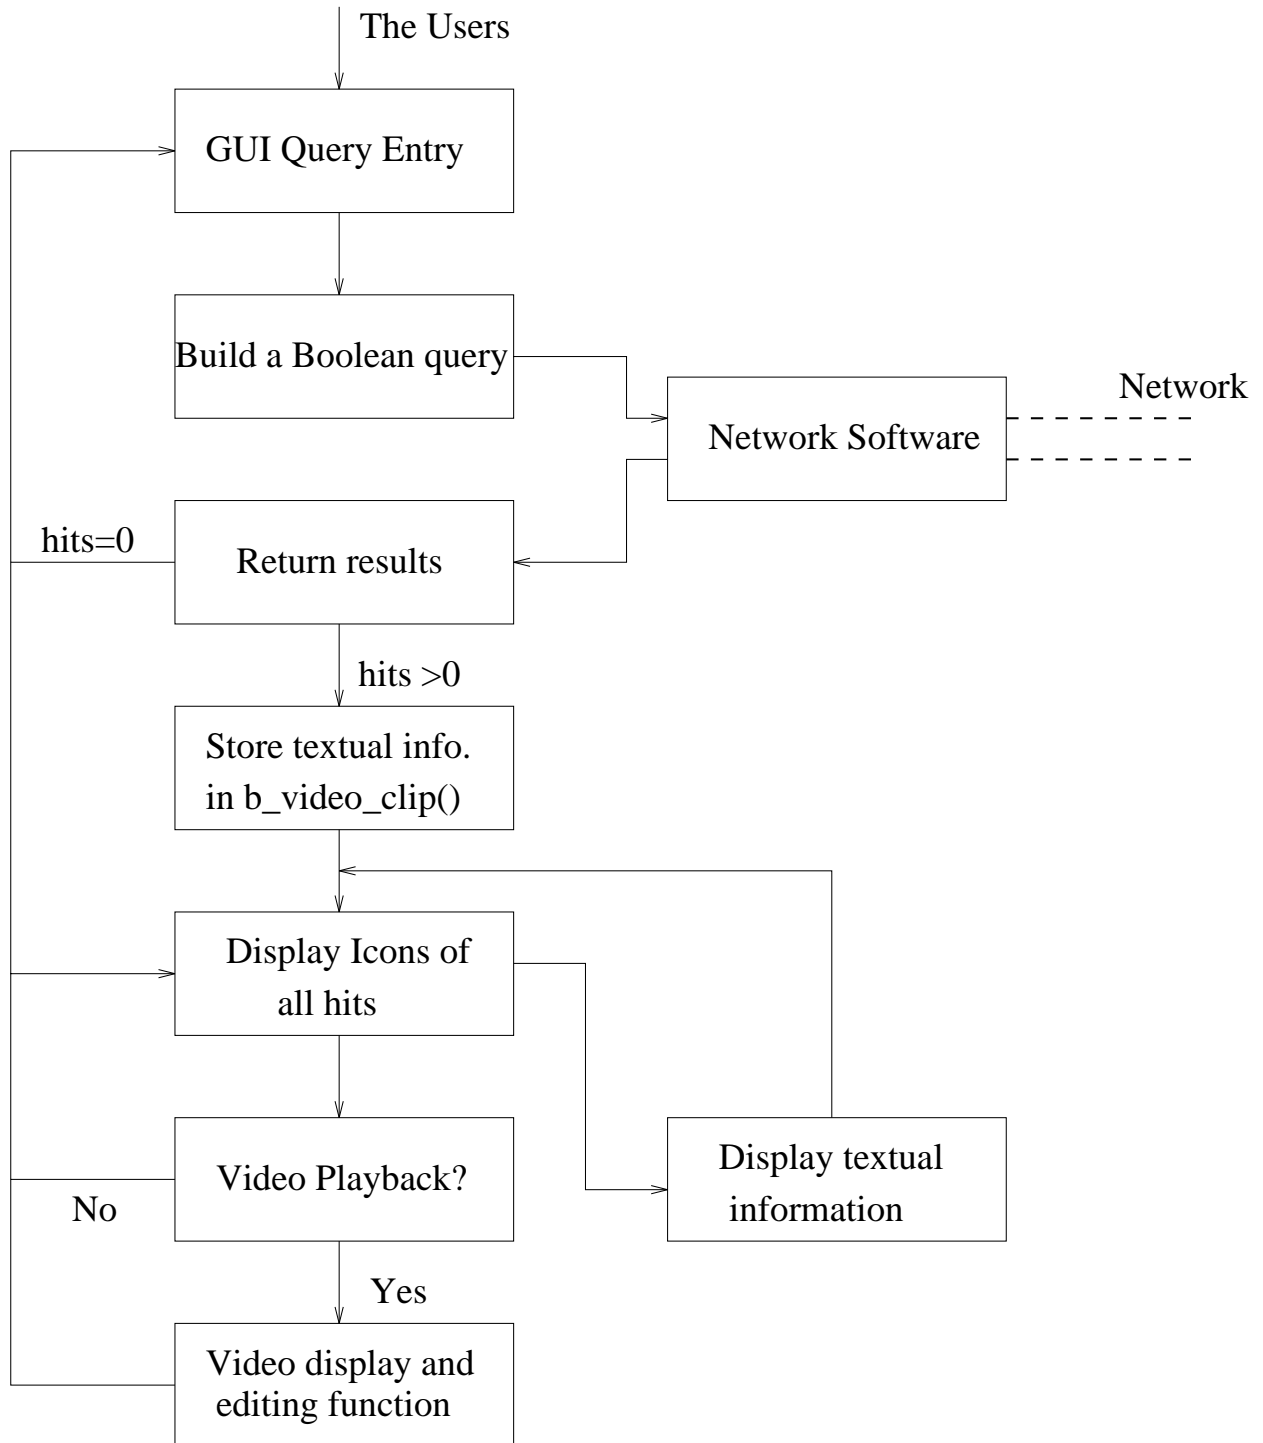 The Users
GUI Query Entry
Build a Boolean query
Network
Network Software
hits=0
Return results
hits >0
Store textual info.
in b_video_clip()
Display Icons of
all hits
Video Playback?
No
Display textual
information
Yes
Video display and
editing function